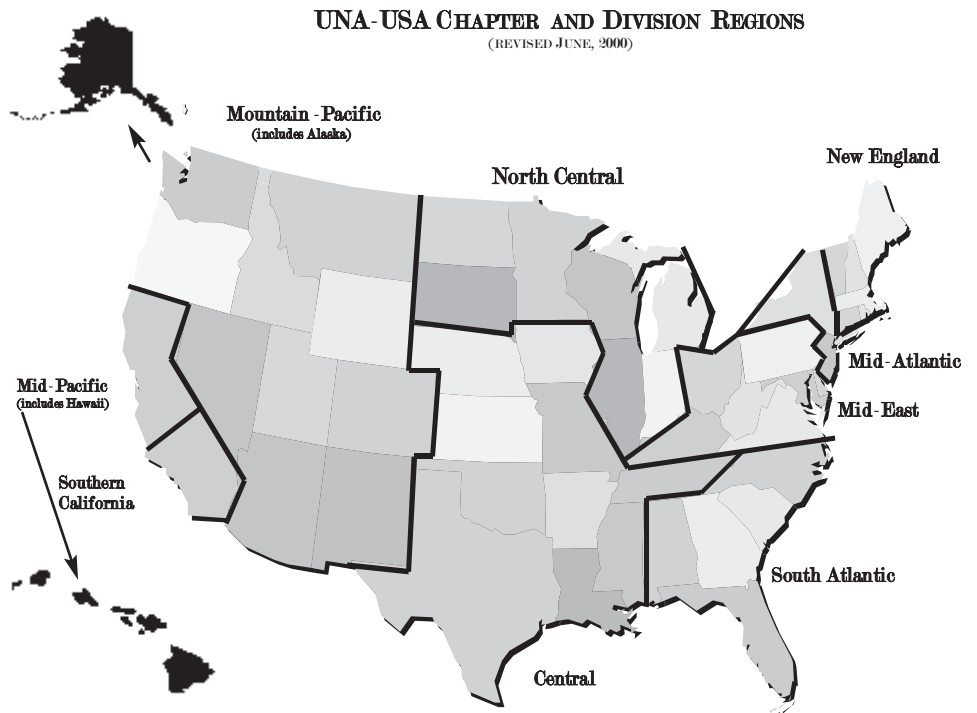 UNA-USA CHAPTER AND DIVISION REGIONS
(REVISED JUNE, 2000)
Mountain - Pacific
(includes Alaska)
New England
North Central
Mid-Atlantic
Mid-Pacific
(includes Hawaii)
Mid-East
Southern
California
South Atlantic
Central